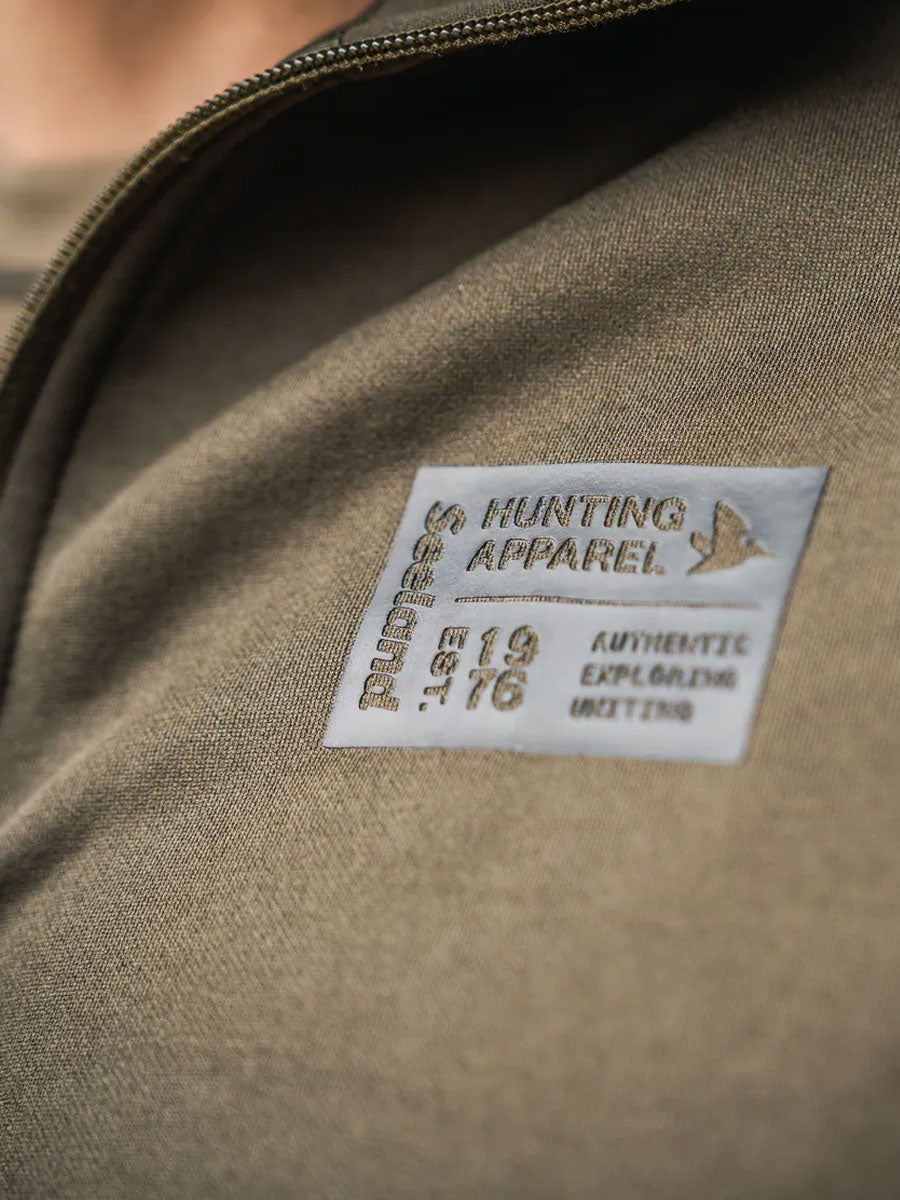 Seeland
HUNTING
APPAREL
EST.
19
76
AUTHENTIC
EXPLORING
UNITING